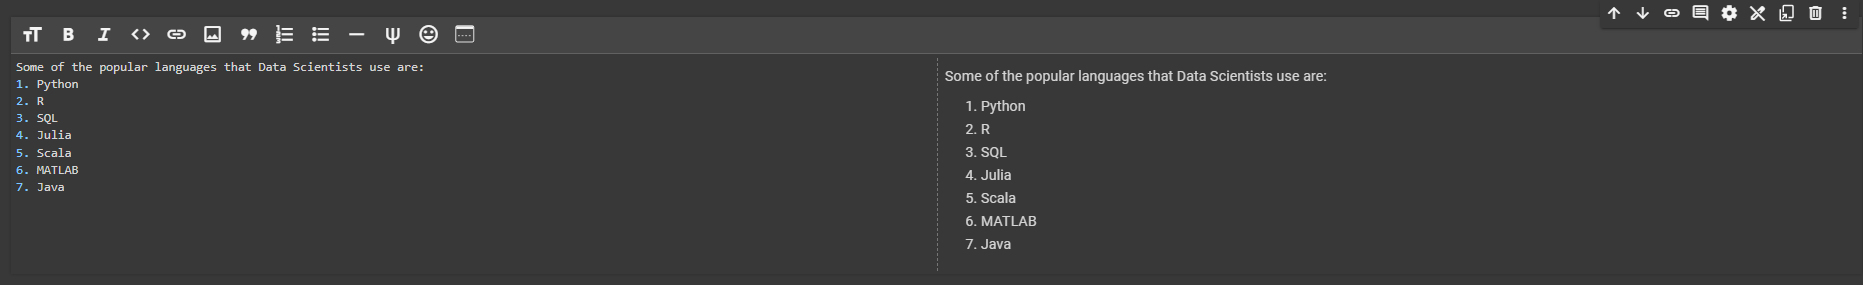 Some of the popular languages that Data Scientists use are:
1. Python
2. R
3. SQL
4. Julia
5. Scala
6. MATLAB
7. Java
Some of the popular languages that Data Scientists use are:
1. Python
2. R
3. SQL
4. Julia
5. Scala
6. MATLAB
7. Java